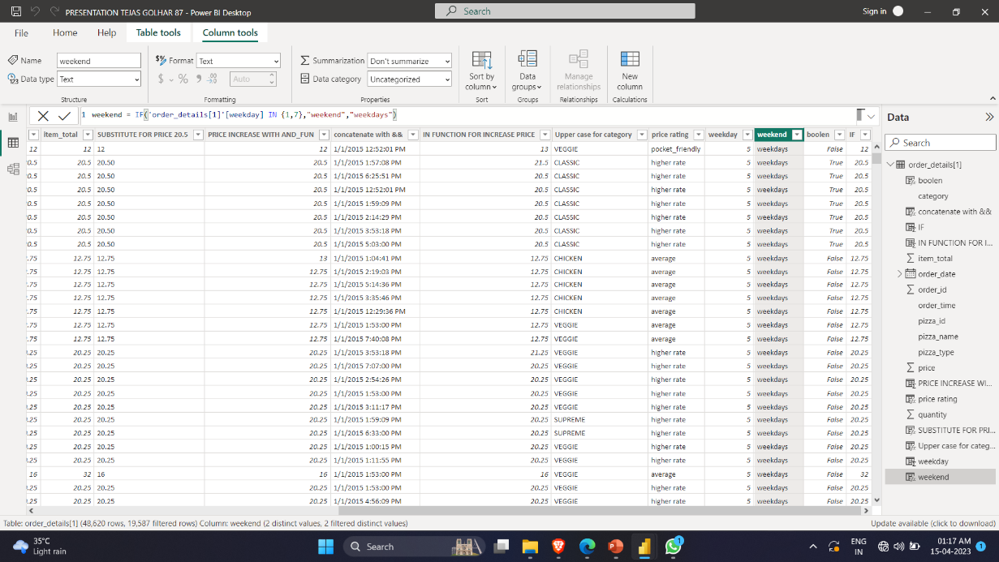 PRESENTATION TEJAS GOLHAR 87 - Power BI Desktop
Search
Sign in
File Home Help Table tools Column tools
Name weekend
Data type Text
Structure
Format Text
$ % Auto
Formatting
Summarization Don't summarize
Data category Uncategorized
Properties
Sort by column
Sort
Data groups
Groups
Manage relationships
Relationships
New column
Calculations
1 weekend = IF('order_details[1]'[weekday] IN {1,7},"weekend","weekdays")
item_total SUBSTITUTE FOR PRICE 20.5 PRICE INCREASE WITH AND_FUN concatenate with && IN FUNCTION FOR INCREASE PRICE Upper case for category price rating weekday weekend boolen IF
12 12 12 12 1/1/2015 12:52:01 PM 13 VEGGIE pocket_friendly 5 weekdays False 12
0.5 20.5 20.50 20.5 1/1/2015 1:57:08 PM 21.5 CLASSIC higher rate 5 weekdays True 20.5
0.5 20.5 20.50 20.5 1/1/2015 6:25:51 PM 20.5 CLASSIC higher rate 5 weekdays True 20.5
0.5 20.5 20.50 20.5 1/1/2015 12:52:01 PM 20.5 CLASSIC higher rate 5 weekdays True 20.5
0.5 20.5 20.50 20.5 1/1/2015 1:59:09 PM 20.5 CLASSIC higher rate 5 weekdays True 20.5
0.5 20.5 20.50 20.5 1/1/2015 2:14:29 PM 20.5 CLASSIC higher rate 5 weekdays True 20.5
0.5 20.5 20.50 20.5 1/1/2015 3:53:18 PM 20.5 CLASSIC higher rate 5 weekdays True 20.5
0.5 20.5 20.50 20.5 1/1/2015 5:03:00 PM 20.5 CLASSIC higher rate 5 weekdays True 20.5
.75 12.75 12.75 13 1/1/2015 1:04:41 PM 12.75 CHICKEN average 5 weekdays False 12.75
.75 12.75 12.75 12.75 1/1/2015 2:19:03 PM 12.75 CHICKEN average 5 weekdays False 12.75
.75 12.75 12.75 12.75 1/1/2015 5:14:36 PM 12.75 CHICKEN average 5 weekdays False 12.75
.75 12.75 12.75 12.75 1/1/2015 3:35:46 PM 12.75 CHICKEN average 5 weekdays False 12.75
.75 12.75 12.75 12.75 1/1/2015 12:29:36 PM 12.75 CHICKEN average 5 weekdays False 12.75
.75 12.75 12.75 12.75 1/1/2015 1:53:00 PM 12.75 VEGGIE average 5 weekdays False 12.75
.75 12.75 12.75 12.75 1/1/2015 7:40:08 PM 12.75 VEGGIE average 5 weekdays False 12.75
.25 20.25 20.25 20.25 1/1/2015 3:53:18 PM 21.25 VEGGIE higher rate 5 weekdays False 20.25
.25 20.25 20.25 20.25 1/1/2015 7:07:00 PM 20.25 VEGGIE higher rate 5 weekdays False 20.25
.25 20.25 20.25 20.25 1/1/2015 2:54:26 PM 20.25 VEGGIE higher rate 5 weekdays False 20.25
.25 20.25 20.25 20.25 1/1/2015 1:53:00 PM 20.25 VEGGIE higher rate 5 weekdays False 20.25
.25 20.25 20.25 20.25 1/1/2015 3:11:17 PM 20.25 VEGGIE higher rate 5 weekdays False 20.25
.25 20.25 20.25 20.25 1/1/2015 1:59:09 PM 20.25 SUPREME higher rate 5 weekdays False 20.25
.25 20.25 20.25 20.25 1/1/2015 6:33:00 PM 20.25 SUPREME higher rate 5 weekdays False 20.25
.25 20.25 20.25 20.25 1/1/2015 1:00:15 PM 20.25 VEGGIE higher rate 5 weekdays False 20.25
.25 20.25 20.25 20.25 1/1/2015 1:11:55 PM 20.25 VEGGIE higher rate 5 weekdays False 20.25
16 32 16 16 1/1/2015 1:53:00 PM 16 VEGGIE average 5 weekdays False 32
.25 20.25 20.25 20.25 1/1/2015 1:53:00 PM 20.25 VEGGIE higher rate 5 weekdays False 20.25
.25 20.25 20.25 20.25 1/1/2015 4:56:09 PM 20.25 VEGGIE higher rate 5 weekdays False 20.25
Data
Search
order_details[1]
boolen
category
concatenate with &&
IF
IN FUNCTION FOR I...
item_total
order_date
order_id
order_time
pizza_id
pizza_name
pizza_type
price
PRICE INCREASE WI...
price rating
quantity
SUBSTITUTE FOR PRI...
Upper case for categ...
weekday
weekend
Table: order_details[1] (48,620 rows, 19,587 filtered rows) Column: weekend (2 distinct values, 2 filtered distinct values)
Update available (click to download)
35°C
Light rain
Search
1
ENG
IN
01:17 AM
15-04-2023
1